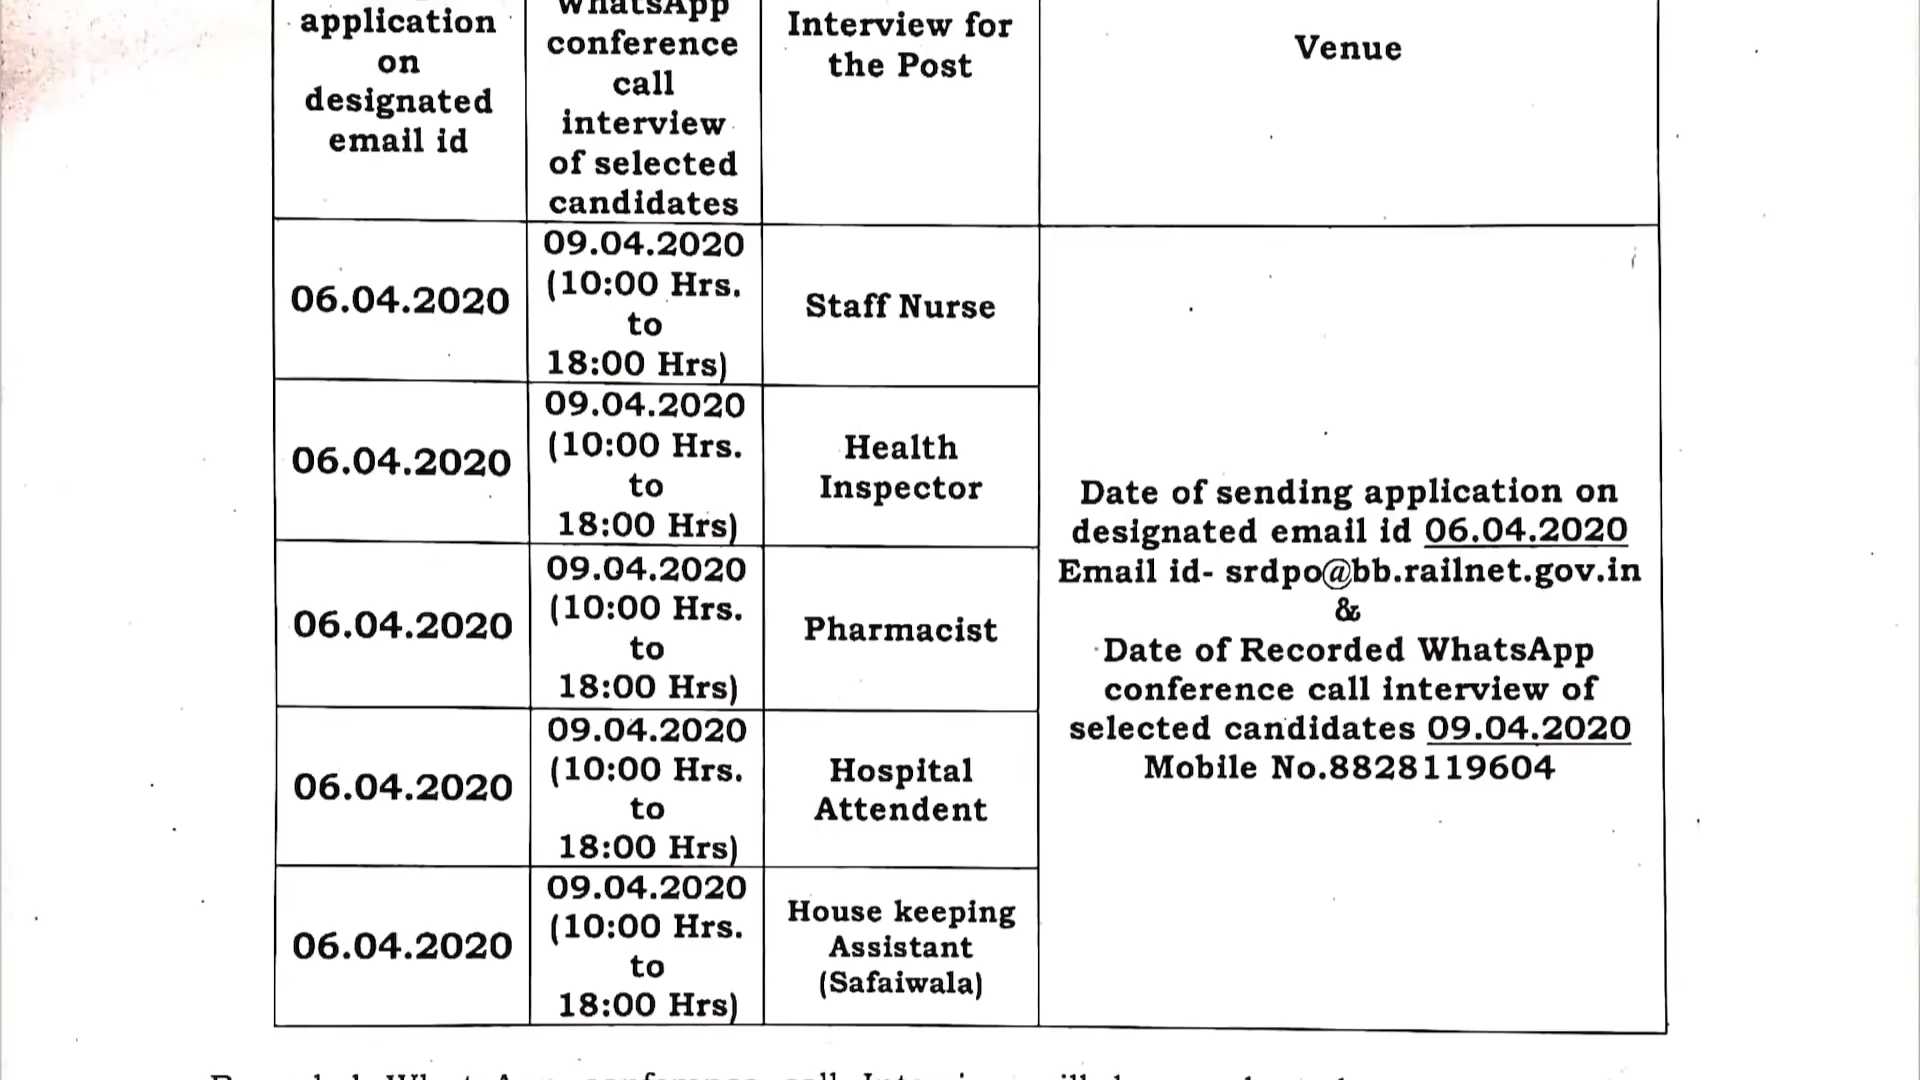 application
on
designated
email id
WhatsApp
conference
call
interview
of selected
candidates
Interview for
the Post
Venue
06.04.2020
09.04.2020
(10:00 Hrs.
to
18:00 Hrs)
Staff Nurse
06.04.2020
09.04.2020
(10:00 Hrs.
to
18:00 Hrs)
Health
Inspector
06.04.2020
09.04.2020
(10:00 Hrs.
to
18:00 Hrs)
Pharmacist
06.04.2020
09.04.2020
(10:00 Hrs.
to
18:00 Hrs)
Hospital
Attendent
06.04.2020
09.04.2020
(10:00 Hrs.
to
18:00 Hrs)
House keeping
Assistant
(Safaiwala)
Date of sending application on
designated email id 06.04.2020
Email id- srdpo@bb.railnet.gov.in
&
Date of Recorded WhatsApp
conference call interview of
selected candidates 09.04.2020
Mobile No.8828119604